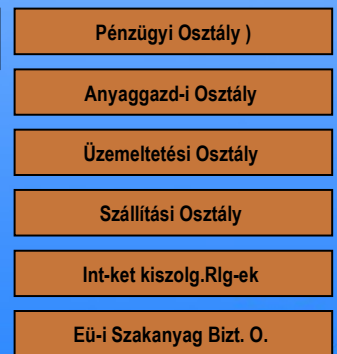 Pénzügyi Osztály )
Anyaggazd-i Osztály
Üzemeltetési Osztály
Szállítási Osztály
Int-ket kiszolg.Rlg-ek
Eü-i Szakanyag Bizt. O.